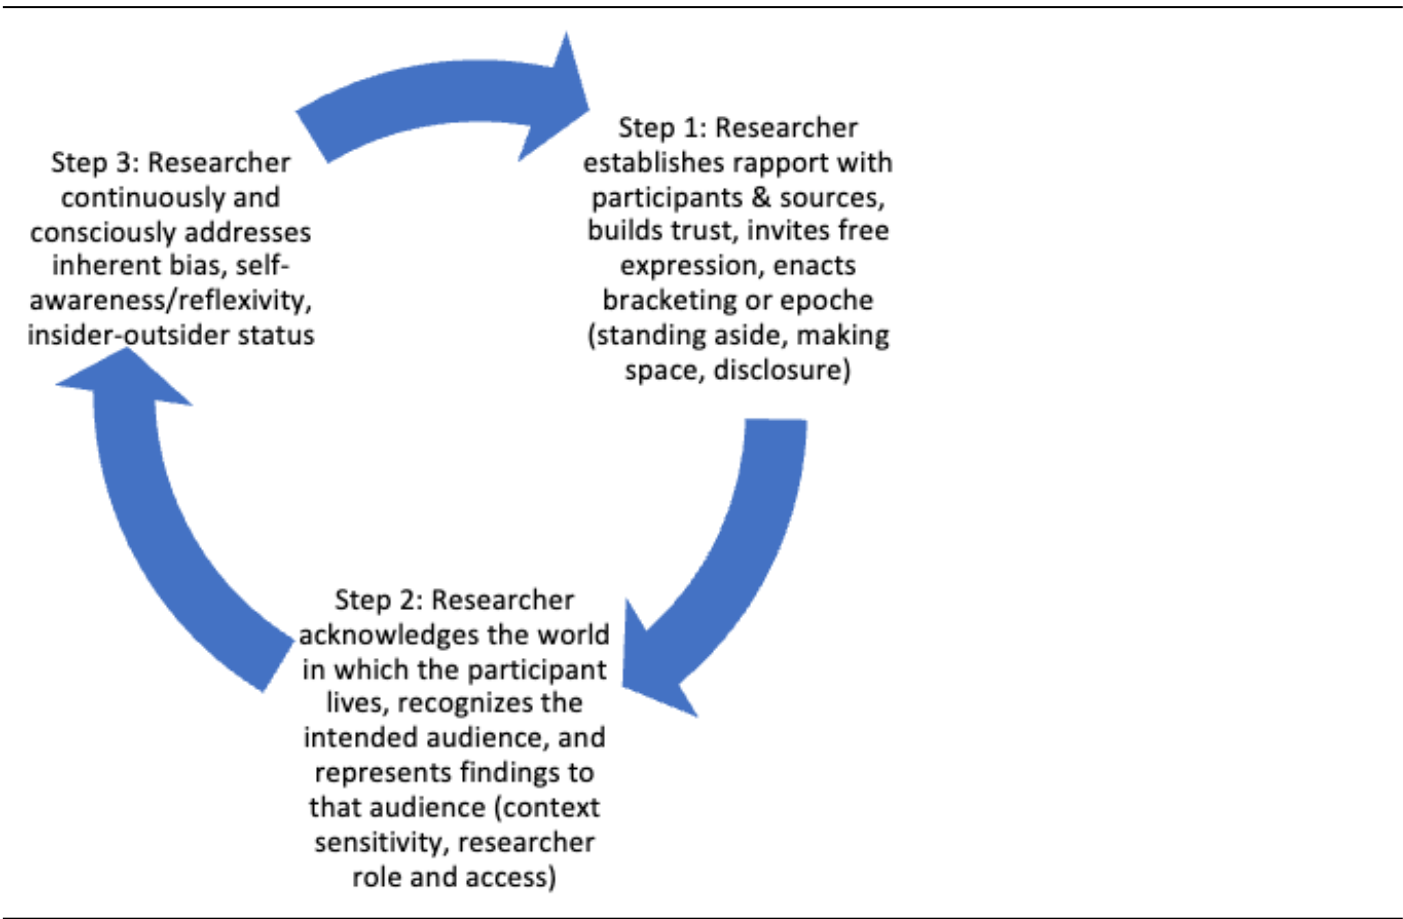 Step 1: Researcher
establishes rapport with
participants & sources,
builds trust, invites free
expression, enacts
bracketing or epoche
(standing aside, making
space, disclosure)
Step 2: Researcher
acknowledges the world
in which the participant
lives, recognizes the
intended audience, and
represents findings to
that audience (context
sensitivity, researcher
role and access)
Step 3: Researcher
continuously and
consciously addresses
inherent bias, self-
awareness/reflexivity,
insider-outsider status